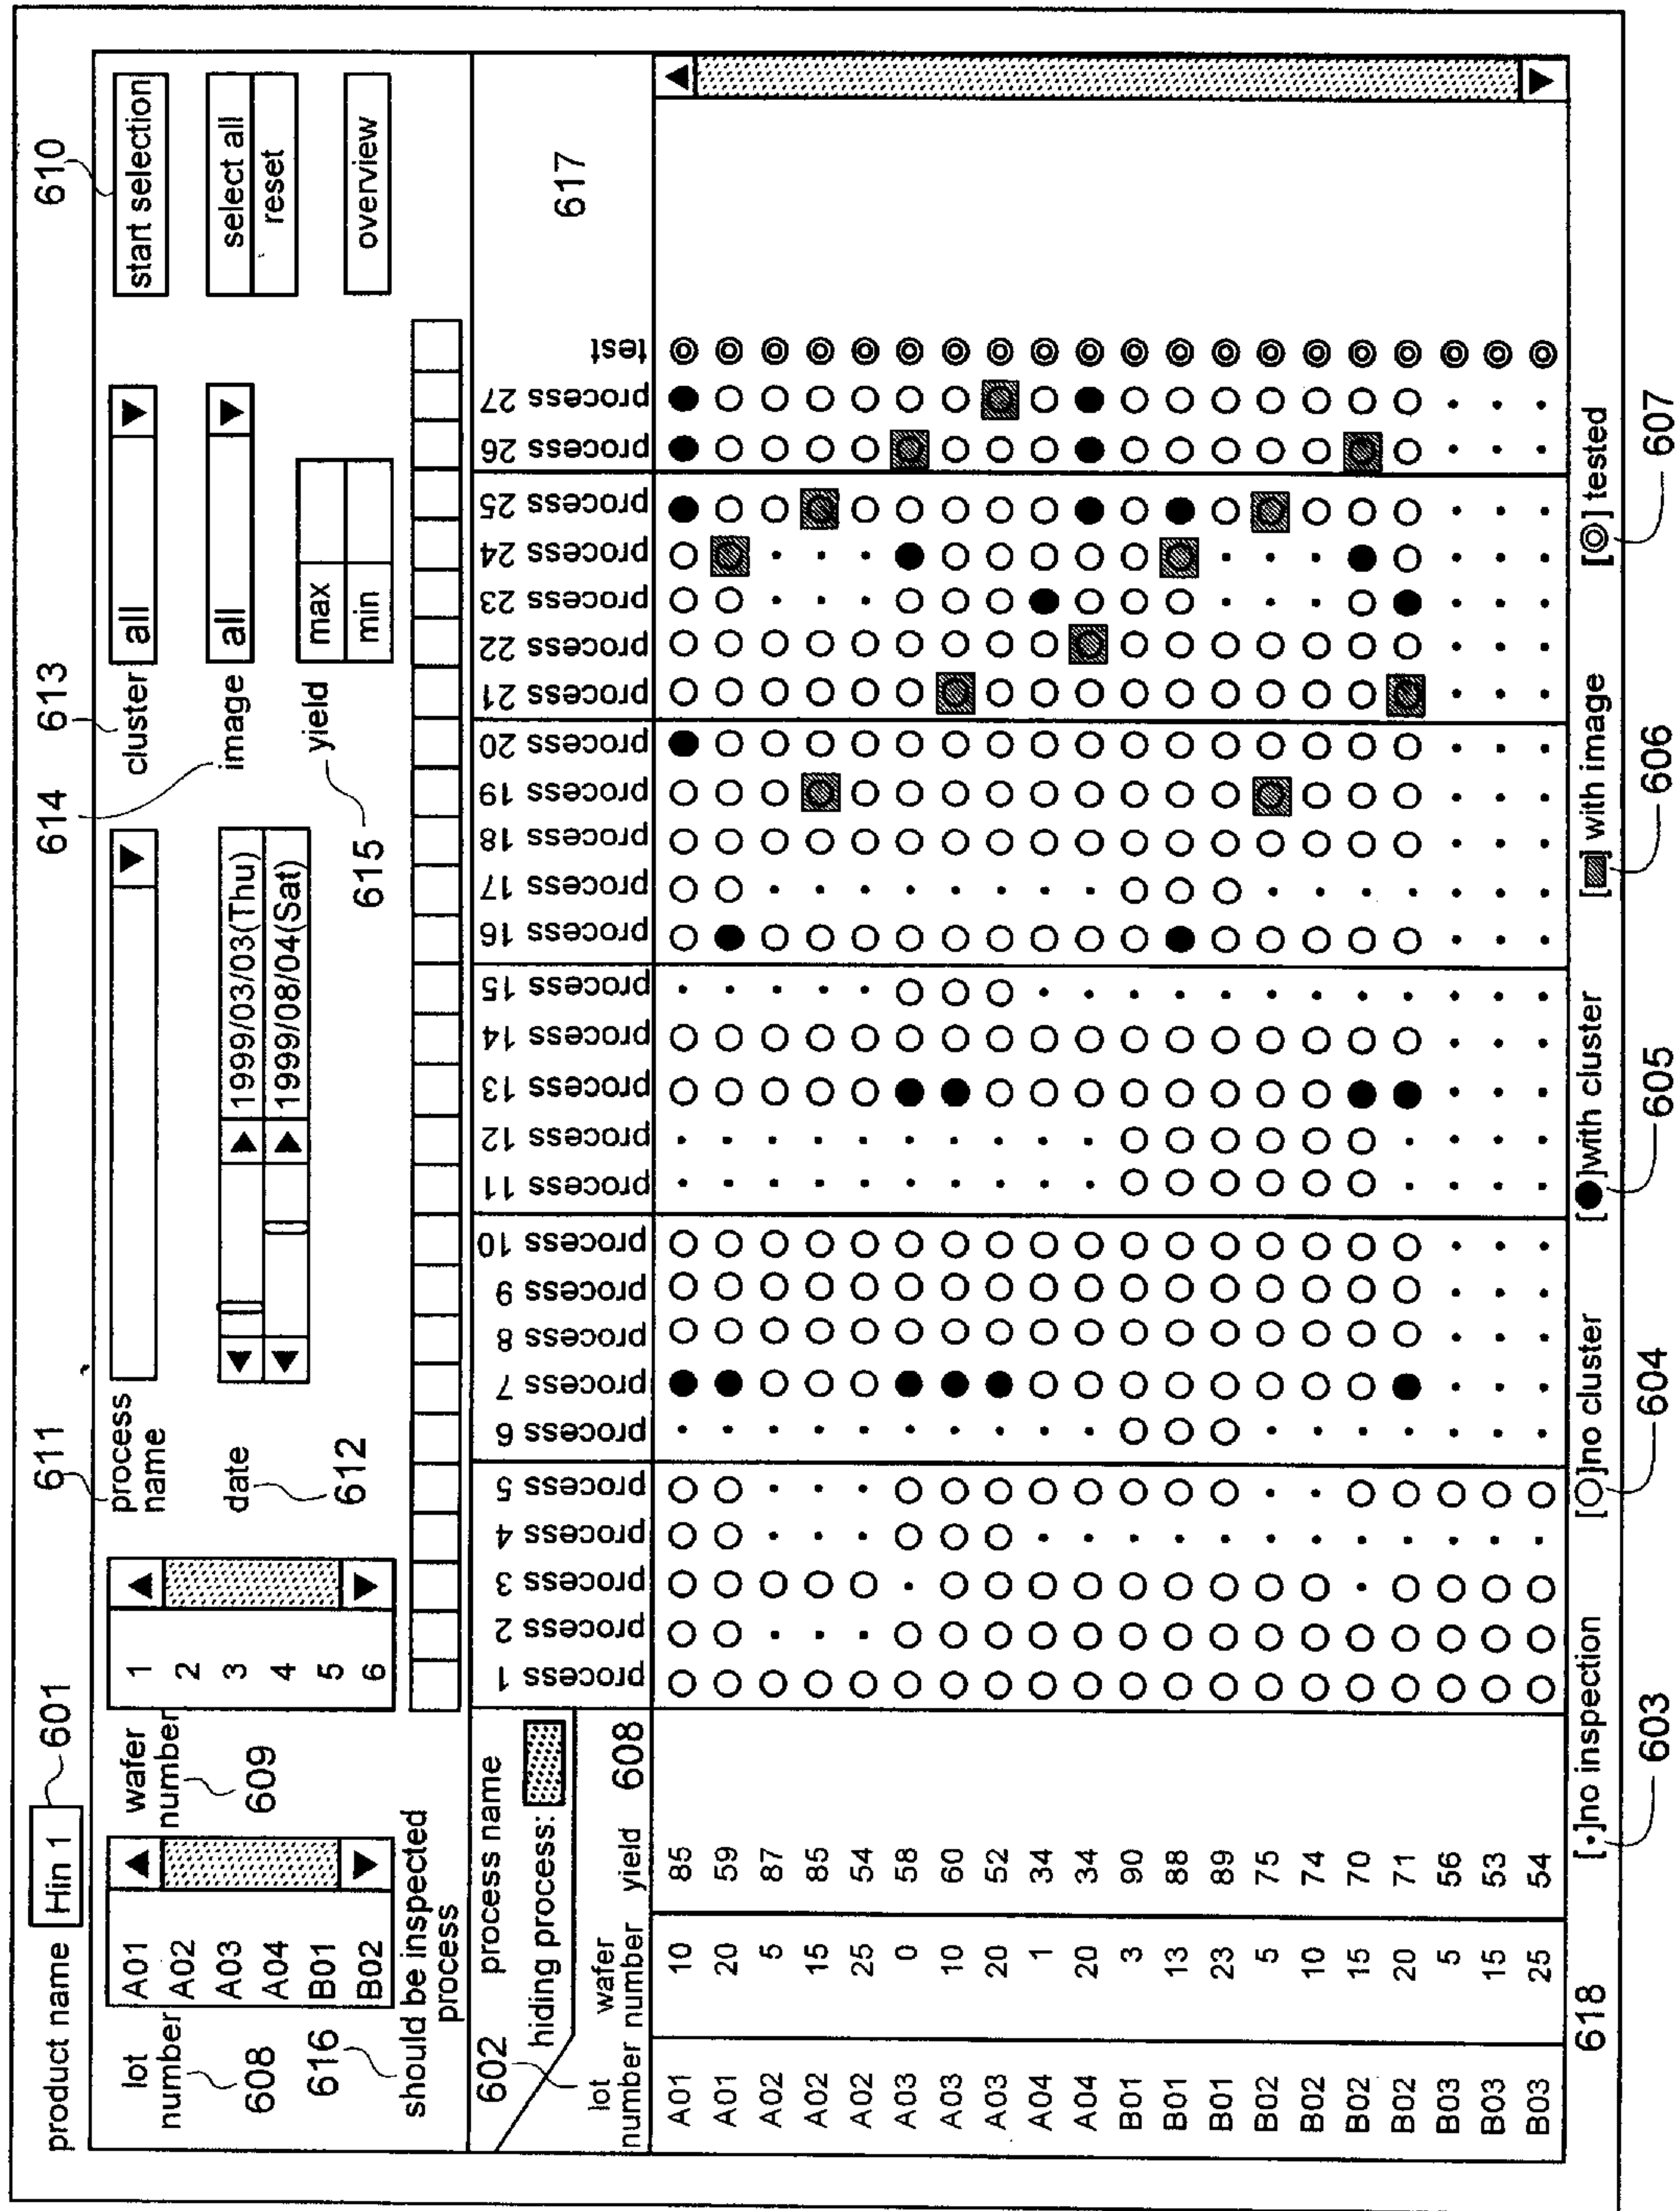 product name Hin 1 601
lot number 608
A01
A02
A03
A04
B01
B02
wafer number 609
1
2
3
4
5
6
611
process name
date
612
1999/03/03(Thu)
1999/08/04(Sat)
614 613
cluster all
image all
yield
615
max
min
610
start selection
select all
reset
overview
616
should be inspected process
602
process name
hiding process:
lot number
wafer number
yield 608
process 1
process 2
process 3
process 4
process 5
process 6
process 7
process 8
process 9
process 10
process 11
process 12
process 13
process 14
process 15
process 16
process 17
process 18
process 19
process 20
process 21
process 22
process 23
process 24
process 25
process 26
process 27
test
617
A01 10 85
A01 20 59
A02 5 87
A02 15 85
A02 25 54
A03 0 58
A03 10 60
A03 20 52
A04 1 34
A04 20 34
B01 3 90
B01 13 88
B01 23 89
B02 5 75
B02 10 74
B02 15 70
B02 20 71
B03 5 56
B03 15 53
B03 25 54
618
[・]no inspection
[○]no cluster
[●]with cluster
[▨] with image
[◎] tested
603
604
605
606
607